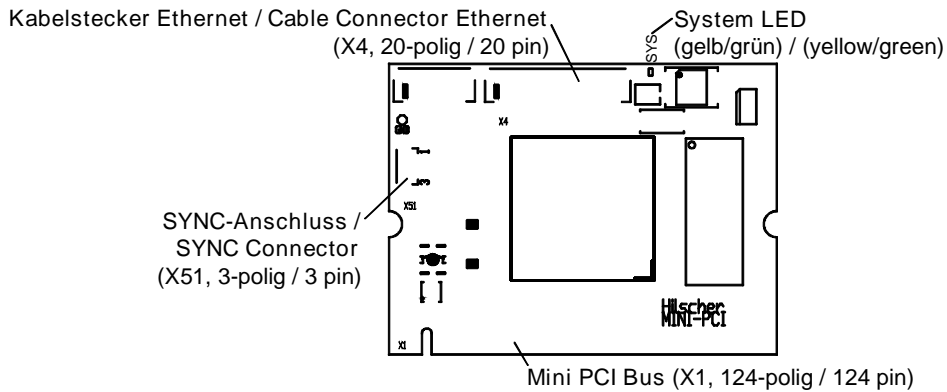 Kabelstecker Ethernet / Cable Connector Ethernet
(X4, 20-polig / 20 pin)
System LED
(gelb/grün) / (yellow/green)
SYS
X4
SYNC-Anschluss /
SYNC Connector
(X51, 3-polig / 3 pin)
1
3
X51
Hilscher
MINI-PCI
X1
Mini PCI Bus (X1, 124-polig / 124 pin)